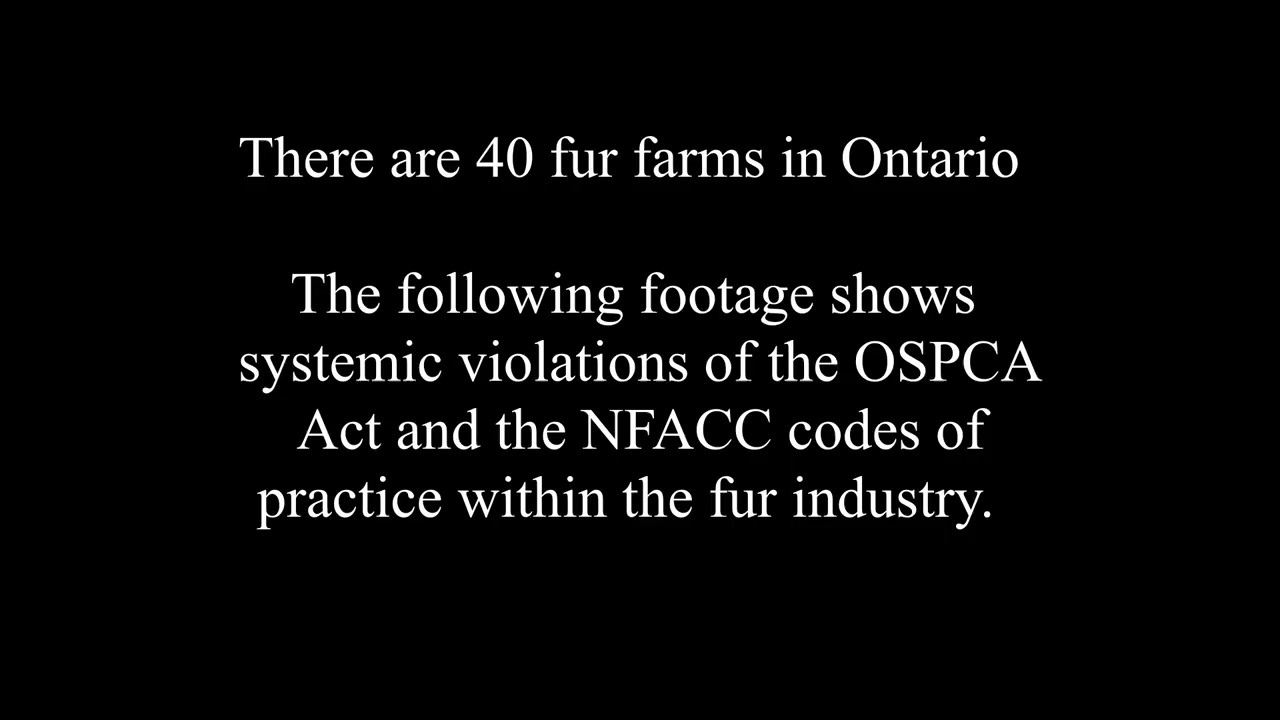 There are 40 fur farms in Ontario
The following footage shows
systemic violations of the OSPCA
Act and the NFACC codes of
practice within the fur industry.